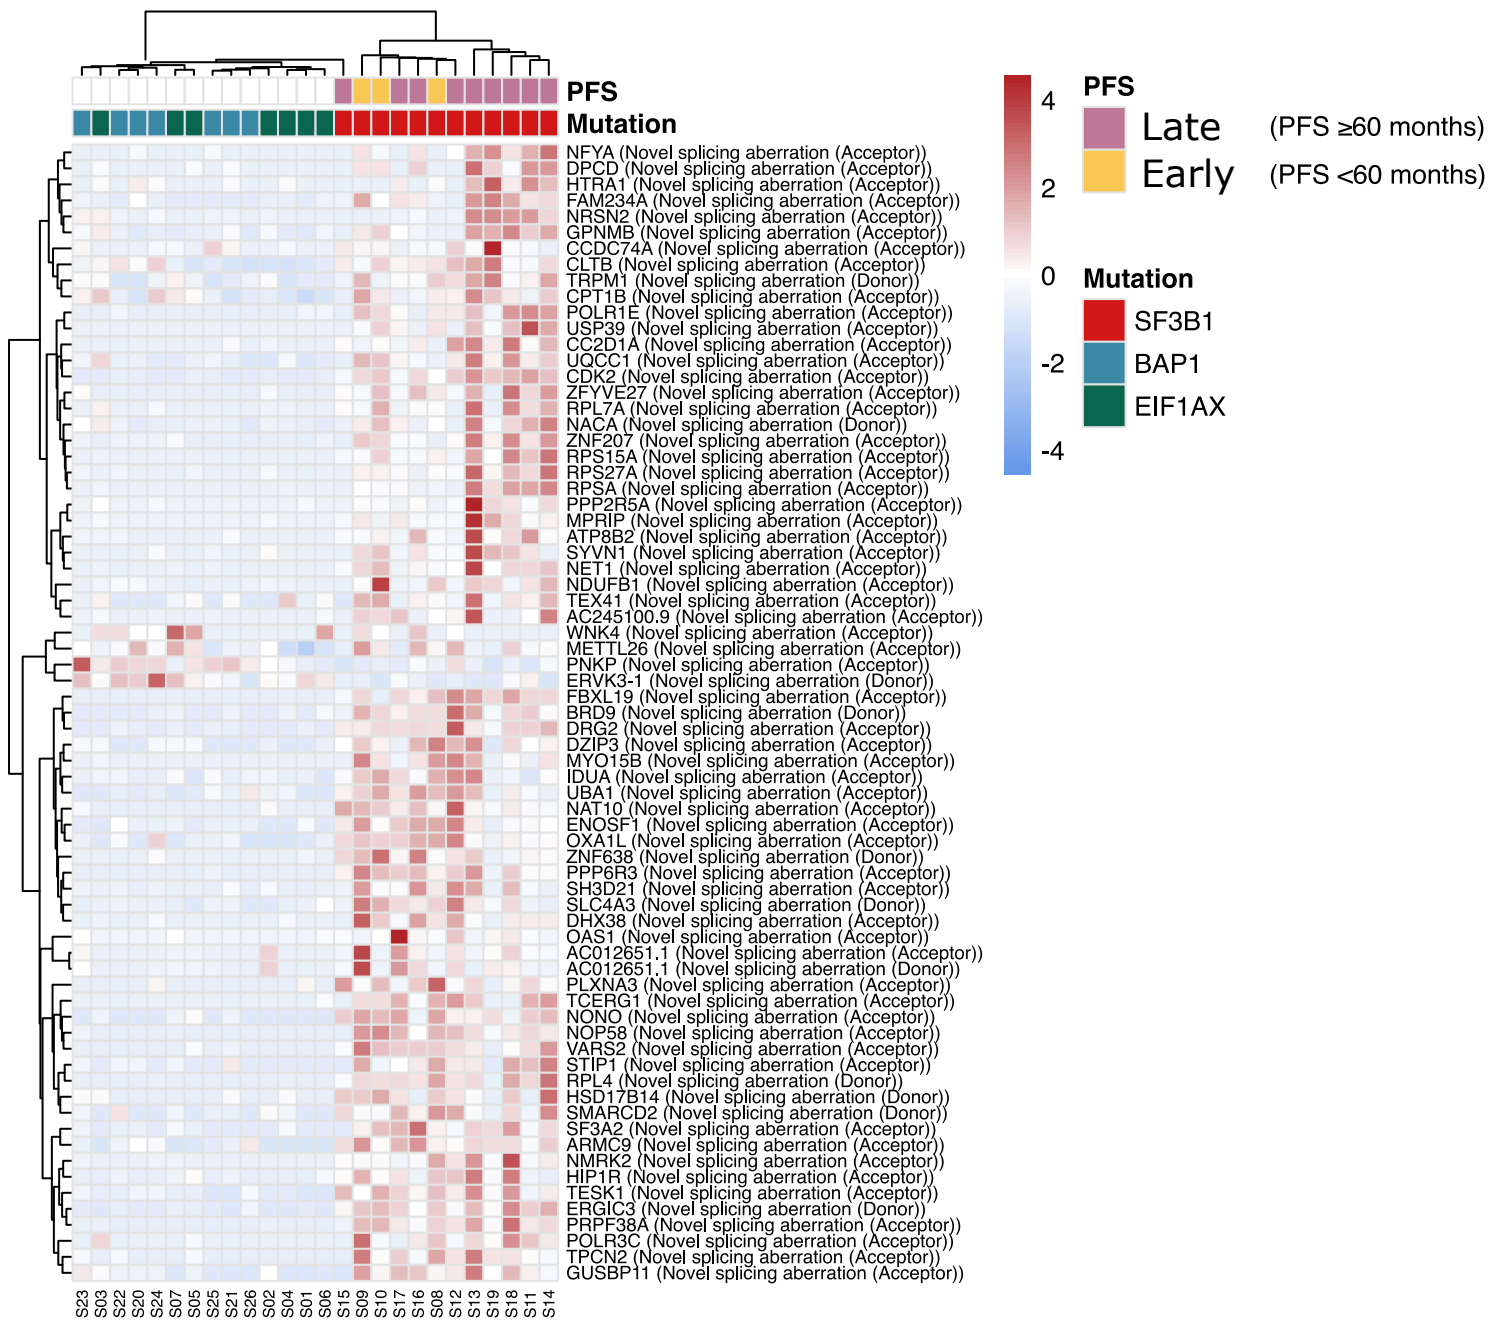 PFS
Mutation
NFYA (Novel splicing aberration (Acceptor))
DPCD (Novel splicing aberration (Acceptor))
HTRA1 (Novel splicing aberration (Acceptor))
FAM234A (Novel splicing aberration (Acceptor))
NRSN2 (Novel splicing aberration (Acceptor))
GPNMB (Novel splicing aberration (Acceptor))
CCDC74A (Novel splicing aberration (Acceptor))
CLTB (Novel splicing aberration (Acceptor))
TRPM1 (Novel splicing aberration (Donor))
CPT1B (Novel splicing aberration (Acceptor))
POLR1E (Novel splicing aberration (Acceptor))
USP39 (Novel splicing aberration (Acceptor))
CC2D1A (Novel splicing aberration (Acceptor))
UQCC1 (Novel splicing aberration (Acceptor))
CDK2 (Novel splicing aberration (Acceptor))
ZFYVE27 (Novel splicing aberration (Acceptor))
RPL7A (Novel splicing aberration (Acceptor))
NACA (Novel splicing aberration (Donor))
ZNF207 (Novel splicing aberration (Acceptor))
RPS15A (Novel splicing aberration (Acceptor))
RPS27A (Novel splicing aberration (Acceptor))
RPSA (Novel splicing aberration (Acceptor))
PPP2R5A (Novel splicing aberration (Acceptor))
MPRIP (Novel splicing aberration (Acceptor))
ATP8B2 (Novel splicing aberration (Acceptor))
SYVN1 (Novel splicing aberration (Acceptor))
NET1 (Novel splicing aberration (Acceptor))
NDUFB1 (Novel splicing aberration (Acceptor))
TEX41 (Novel splicing aberration (Acceptor))
AC245100.9 (Novel splicing aberration (Acceptor))
WNK4 (Novel splicing aberration (Acceptor))
METTL26 (Novel splicing aberration (Acceptor))
PNKP (Novel splicing aberration (Acceptor))
ERVK3-1 (Novel splicing aberration (Donor))
FBXL19 (Novel splicing aberration (Acceptor))
BRD9 (Novel splicing aberration (Donor))
DRG2 (Novel splicing aberration (Acceptor))
DZIP3 (Novel splicing aberration (Acceptor))
MYO15B (Novel splicing aberration (Acceptor))
IDUA (Novel splicing aberration (Acceptor))
UBA1 (Novel splicing aberration (Acceptor))
NAT10 (Novel splicing aberration (Acceptor))
ENOSF1 (Novel splicing aberration (Acceptor))
OXA1L (Novel splicing aberration (Acceptor))
ZNF638 (Novel splicing aberration (Donor))
PPP6R3 (Novel splicing aberration (Acceptor))
SH3D21 (Novel splicing aberration (Acceptor))
SLC4A3 (Novel splicing aberration (Donor))
DHX38 (Novel splicing aberration (Acceptor))
OAS1 (Novel splicing aberration (Acceptor))
AC012651.1 (Novel splicing aberration (Acceptor))
AC012651.1 (Novel splicing aberration (Donor))
PLXNA3 (Novel splicing aberration (Acceptor))
TCERG1 (Novel splicing aberration (Acceptor))
NONO (Novel splicing aberration (Acceptor))
NOP58 (Novel splicing aberration (Acceptor))
VARS2 (Novel splicing aberration (Acceptor))
STIP1 (Novel splicing aberration (Acceptor))
RPL4 (Novel splicing aberration (Donor))
HSD17B14 (Novel splicing aberration (Donor))
SMARCD2 (Novel splicing aberration (Donor))
SF3A2 (Novel splicing aberration (Acceptor))
ARMC9 (Novel splicing aberration (Acceptor))
NMRK2 (Novel splicing aberration (Acceptor))
HIP1R (Novel splicing aberration (Acceptor))
TESK1 (Novel splicing aberration (Acceptor))
ERGIC3 (Novel splicing aberration (Donor))
PRPF38A (Novel splicing aberration (Acceptor))
POLR3C (Novel splicing aberration (Acceptor))
TPCN2 (Novel splicing aberration (Acceptor))
GUSBP11 (Novel splicing aberration (Acceptor))
S23 S03 S22 S20 S24 S07 S05 S25 S21 S26 S02 S04 S01 S06 S15 S09 S10 S17 S16 S08 S12 S13 S19 S18 S11 S14
4
2
0
-2
-4
PFS
Late (PFS ≥60 months)
Early (PFS <60 months)
Mutation
SF3B1
BAP1
EIF1AX